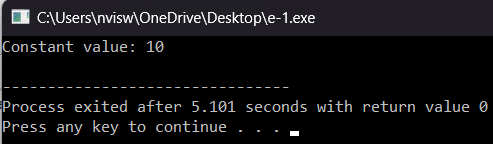 C:\Users\nvisw\OneDrive\Desktop\e-1.exe
Constant value: 10
--------------------------------
Process exited after 5.101 seconds with return value 0
Press any key to continue . . .